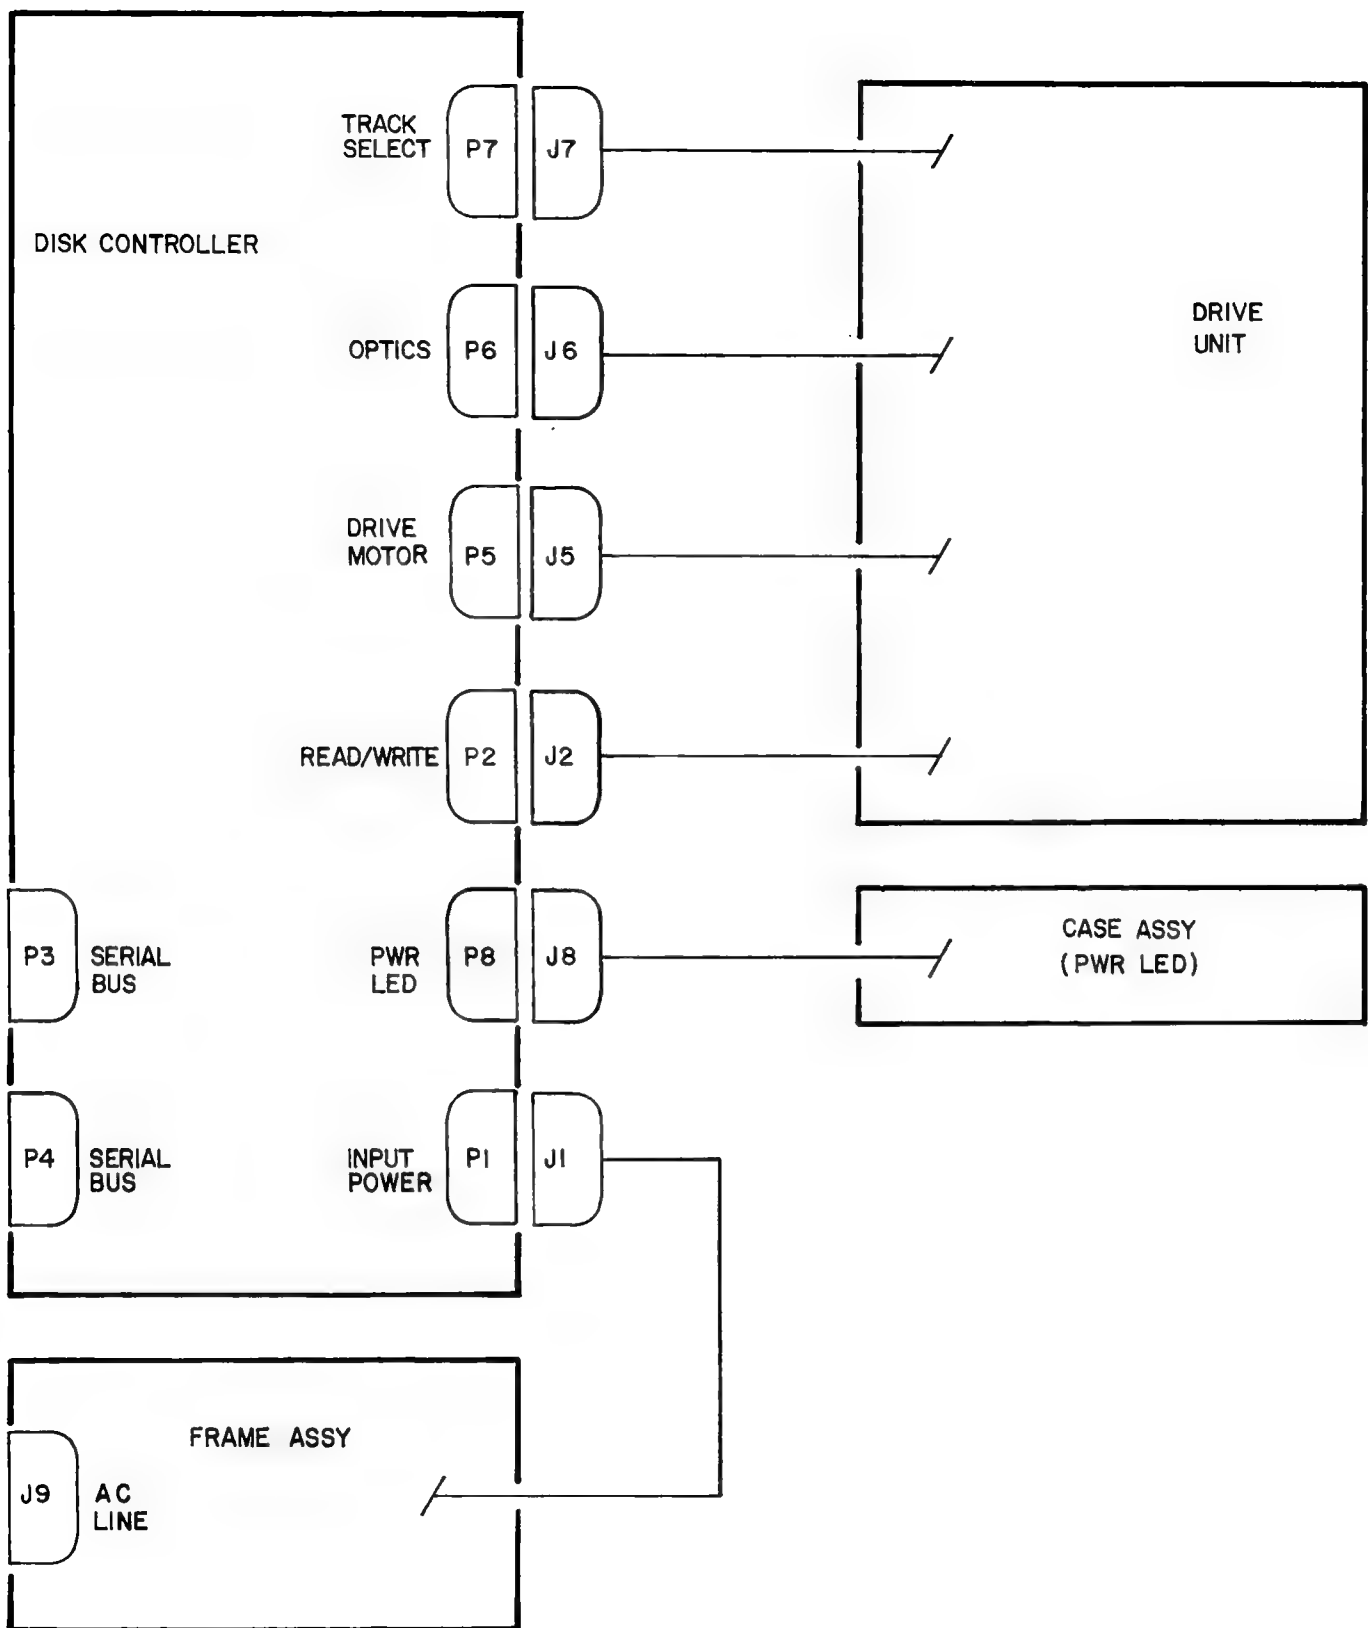 TRACK
SELECT
P7
J7
DISK CONTROLLER
OPTICS
P6
J6
DRIVE
UNIT
DRIVE
MOTOR
P5
J5
READ/WRITE
P2
J2
P3
SERIAL
BUS
PWR
LED
P8
J8
CASE ASSY
(PWR LED)
P4
SERIAL
BUS
INPUT
POWER
P1
J1
FRAME ASSY
J9
AC
LINE